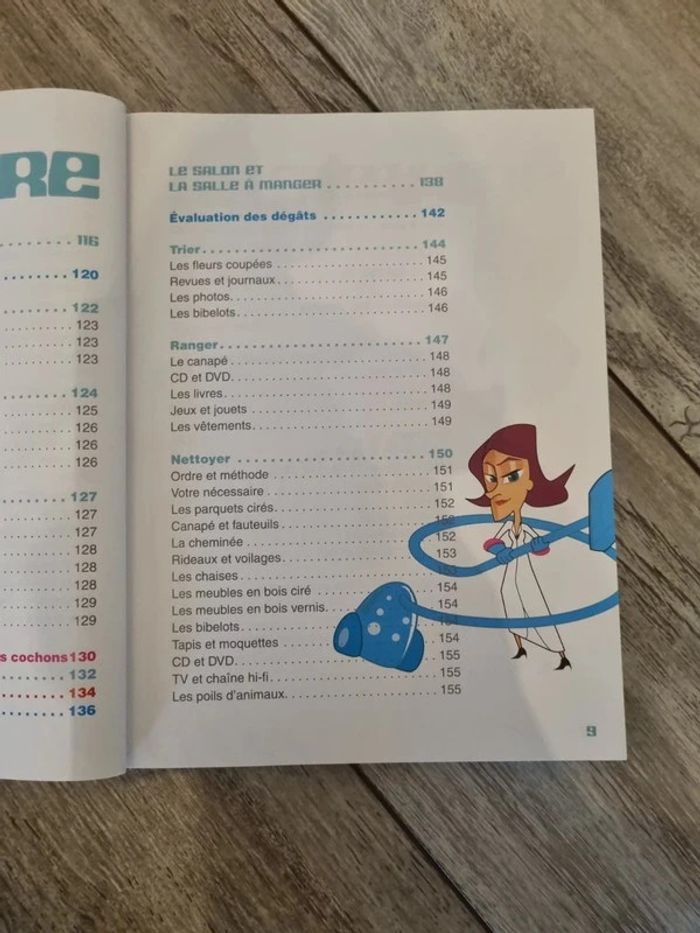 RE
. . . . . . . . 116
. . . . . . . . . 120
. . . . . . . . . 122
. . . . . . . . . . 123
. . . . . . . . . . 123
. . . . . . . . . . 123
. . . . . . . . . 124
. . . . . . . . . . 125
. . . . . . . . . . 126
. . . . . . . . . . 126
. . . . . . . . . . 126
. . . . . . . . . 127
. . . . . . . . . . 127
. . . . . . . . . . 127
. . . . . . . . . . 128
. . . . . . . . . . 128
. . . . . . . . . . 128
. . . . . . . . . . 129
. . . . . . . . . . 129
s cochons 130
. . . . . . . . . 132
. . . . . . . . . 134
. . . . . . . . . 136
LE SALON ET
LA SALLE À MANGER . . . . . . . . . . 138
Évaluation des dégâts . . . . . . . . . . . . 142
Trier. . . . . . . . . . . . . . . . . . . . . . . . . . . . 144
Les fleurs coupées . . . . . . . . . . . . . . . . . . . . 145
Revues et journaux. . . . . . . . . . . . . . . . . . . . 145
Les photos. . . . . . . . . . . . . . . . . . . . . . . . . . 146
Les bibelots. . . . . . . . . . . . . . . . . . . . . . . . . 146
Ranger. . . . . . . . . . . . . . . . . . . . . . . . . . 147
Le canapé . . . . . . . . . . . . . . . . . . . . . . . . . . 148
CD et DVD. . . . . . . . . . . . . . . . . . . . . . . . . . 148
Les livres. . . . . . . . . . . . . . . . . . . . . . . . . . . 148
Jeux et jouets . . . . . . . . . . . . . . . . . . . . . . . 149
Les vêtements. . . . . . . . . . . . . . . . . . . . . . . 149
Nettoyer . . . . . . . . . . . . . . . . . . . . . . . . . 150
Ordre et méthode . . . . . . . . . . . . . . . . . . . . . 151
Votre nécessaire . . . . . . . . . . . . . . . . . . . . . . 151
Les parquets cirés. . . . . . . . . . . . . . . . . . . . . 152
Canapé et fauteuils . . . . . . . . . . . . . . . . . . . . 152
La cheminée . . . . . . . . . . . . . . . . . . . . . . . . 152
Rideaux et voilages. . . . . . . . . . . . . . . . . . . . 153
Les chaises . . . . . . . . . . . . . . . . . . . . . . . . . 153
Les meubles en bois ciré . . . . . . . . . . . . . . . . 154
Les meubles en bois vernis. . . . . . . . . . . . . . 154
Les bibelots. . . . . . . . . . . . . . . . . . . . . . . . . 154
Tapis et moquettes . . . . . . . . . . . . . . . . . . . . 154
CD et DVD. . . . . . . . . . . . . . . . . . . . . . . . . . 155
TV et chaîne hi-fi. . . . . . . . . . . . . . . . . . . . . . 155
Les poils d'animaux. . . . . . . . . . . . . . . . . . . . 155
9